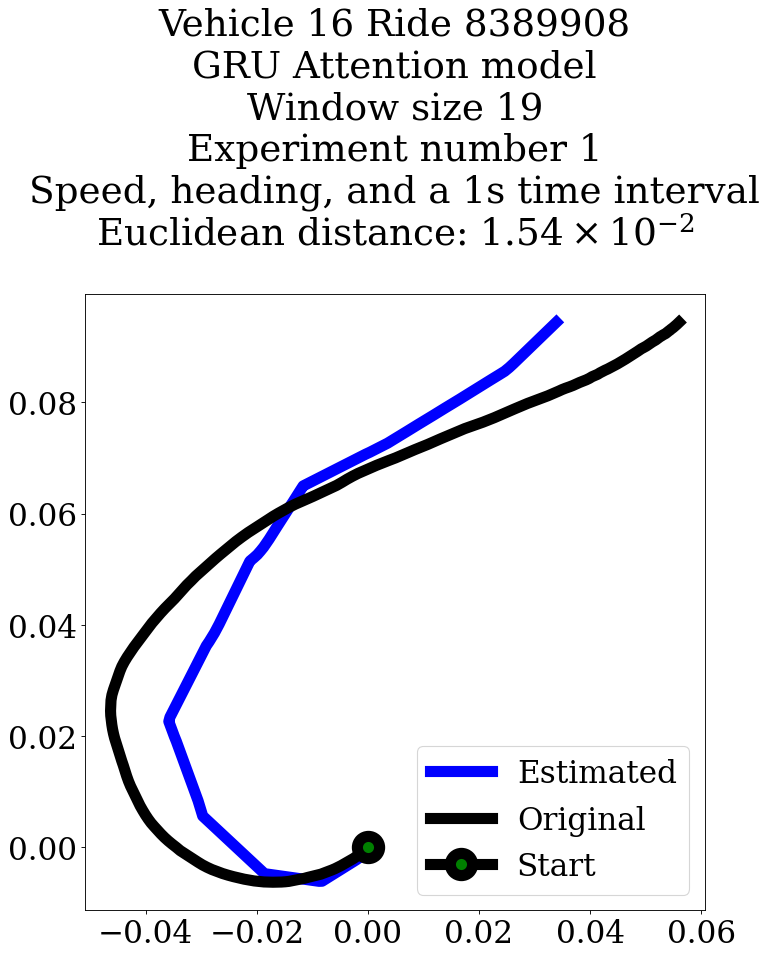 Vehicle 16 Ride 8389908
GRU Attention model
Window size 19
Experiment number 1
Speed, heading, and a 1s time interval
Euclidean distance: 1.54 × 10⁻²
0.08
0.06
0.04
0.02
0.00
Estimated
Original
Start
−0.04 −0.02 0.00 0.02 0.04 0.06